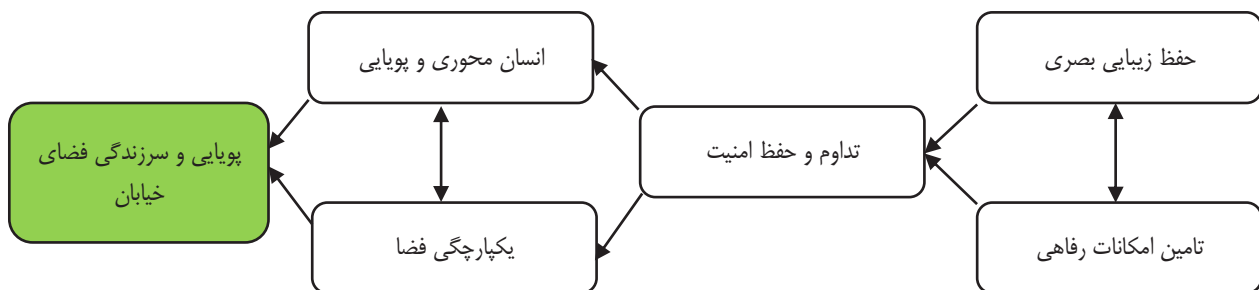 حفظ زیبایی بصری
تامین امکانات رفاهی
تداوم و حفظ امنیت
انسان محوری و پویایی
یکپارچگی فضا
پویایی و سرزندگی فضای
خیابان